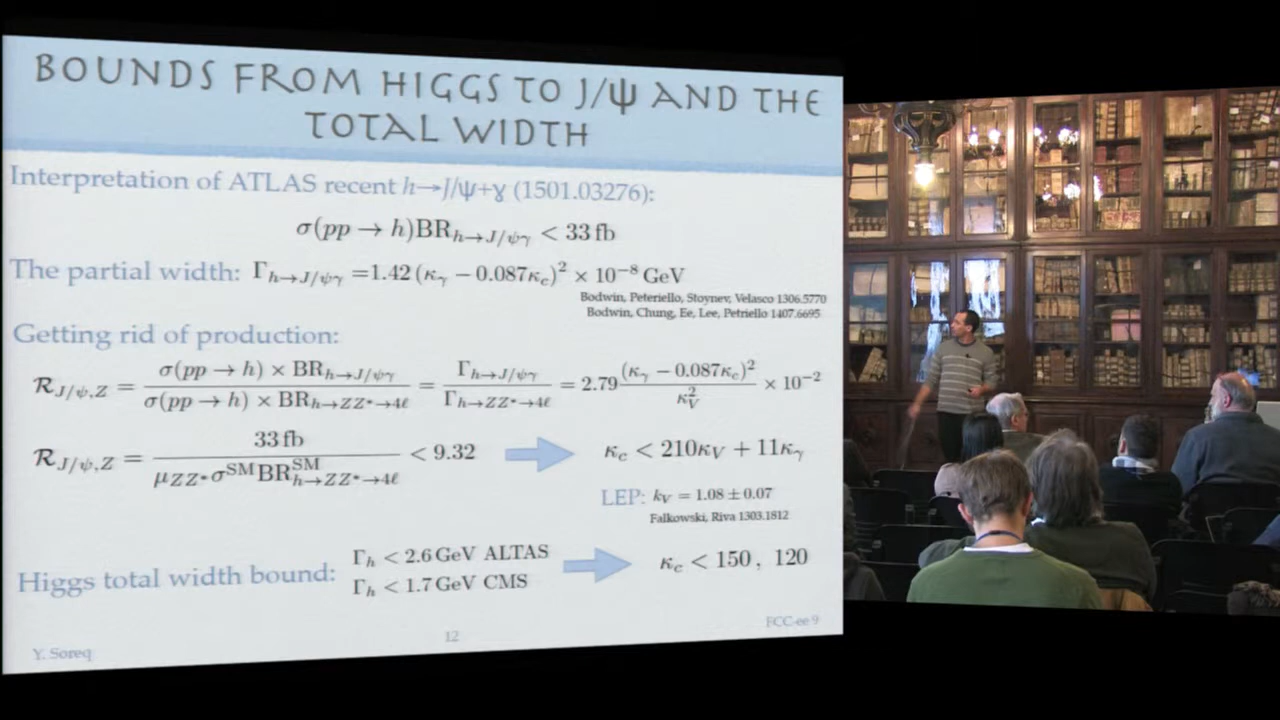 BOUNDS FROM HIGGS TO J/ψ AND THE
TOTAL WIDTH
Interpretation of ATLAS recent h→J/ψ+γ (1501.03276):
σ(pp → h)BR_{h→J/ψγ} < 33 fb
The partial width: Γ_{h→J/ψγ} =1.42 (κ_γ − 0.087κ_c)² × 10⁻⁸ GeV
Bodwin, Peteriello, Stoynev, Velasco 1306.5770
Bodwin, Chung, Ee, Lee, Petriello 1407.6695
Getting rid of production:
R_{J/ψ,Z} = σ(pp → h) × BR_{h→J/ψγ} / σ(pp → h) × BR_{h→ZZ*→4ℓ} = Γ_{h→J/ψγ} / Γ_{h→ZZ*→4ℓ} = 2.79 (κ_γ − 0.087κ_c)² / κ_V² × 10⁻²
R_{J/ψ,Z} = 33 fb / μ_{ZZ*} σ^{SM} BR^{SM}_{h→ZZ*→4ℓ} < 9.32 κ_c < 210κ_V + 11κ_γ
LEP: k_V = 1.08 ± 0.07
Falkowski, Riva 1303.1812
Higgs total width bound: Γ_h < 2.6 GeV ALTAS κ_c < 150 , 120
Γ_h < 1.7 GeV CMS
Y. Soreq 12 FCC-ee 9